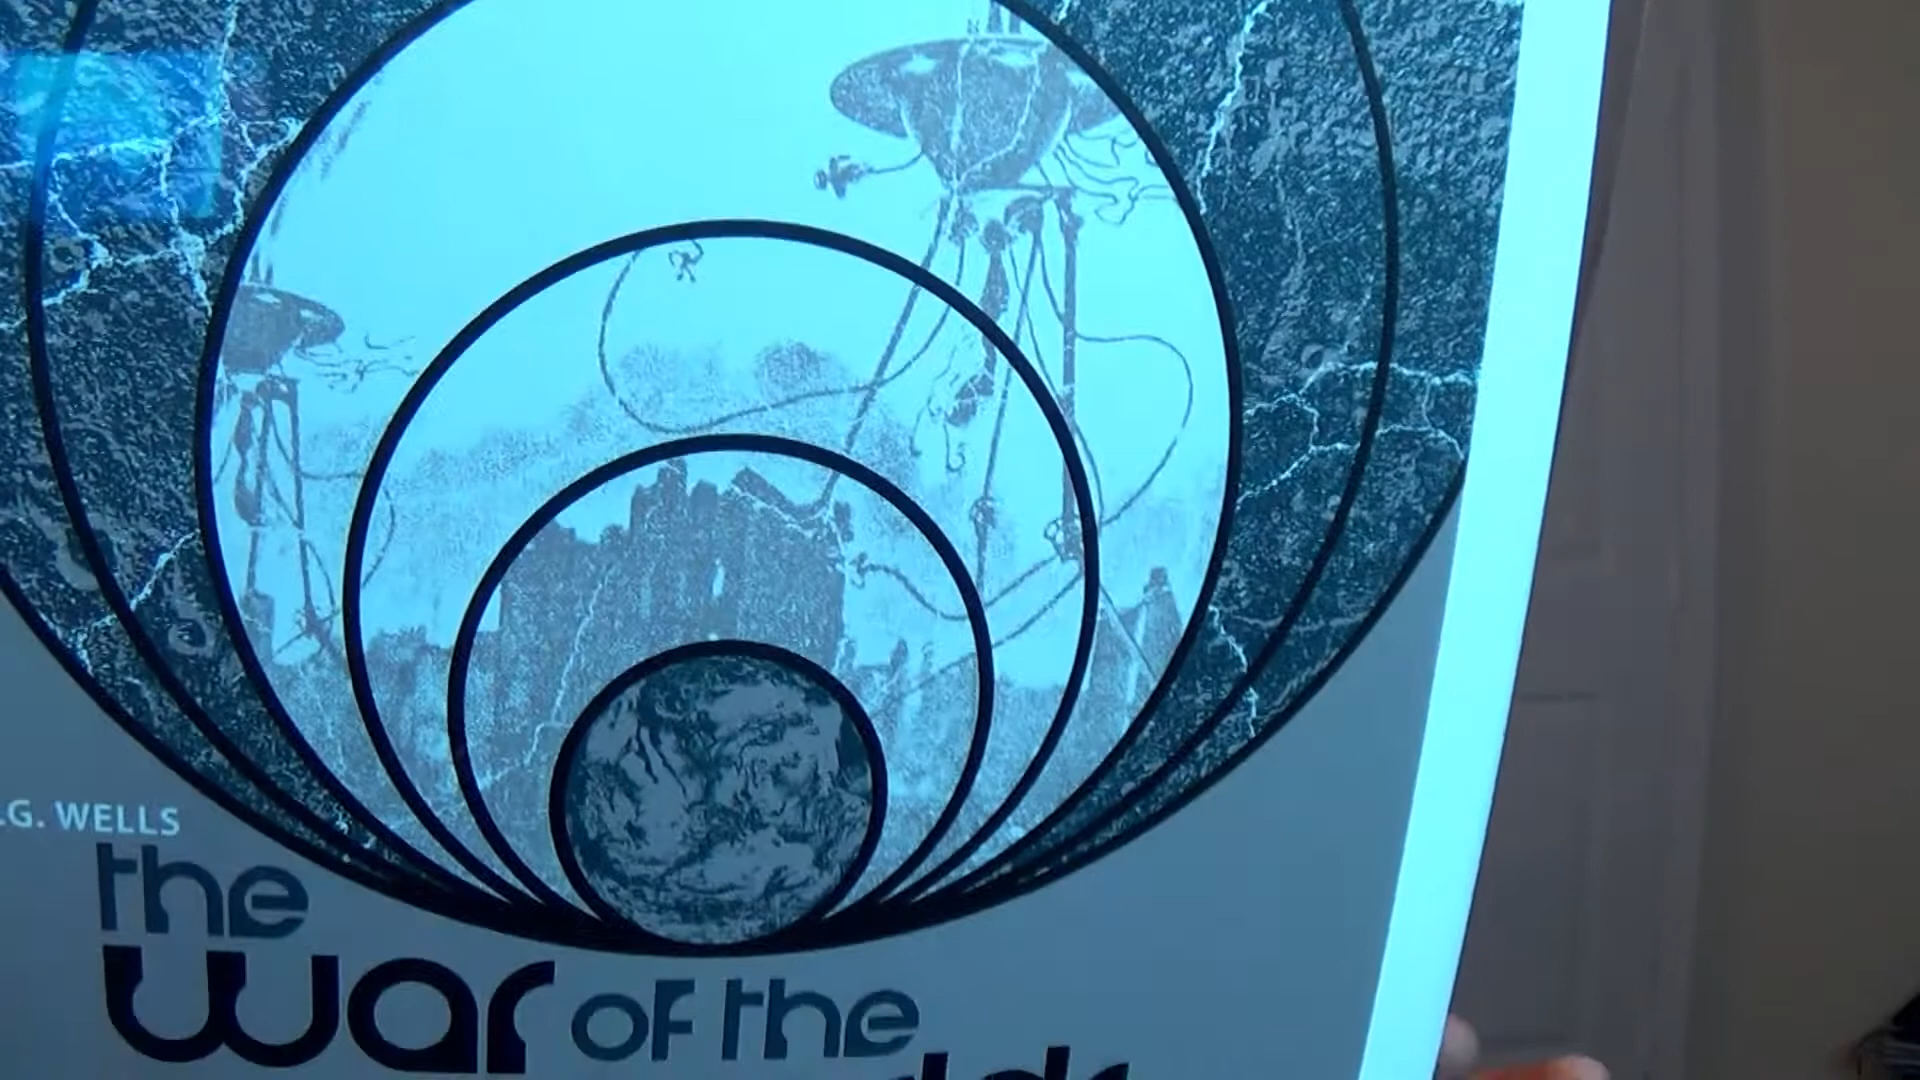 .G. WELLS
the
war of the